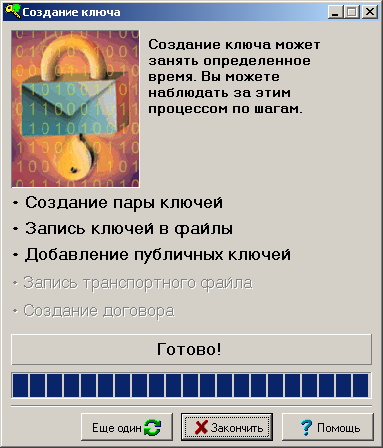 Создание ключа
Создание ключа может
занять определенное
время. Вы можете
наблюдать за этим
процессом по шагам.
• Создание пары ключей
• Запись ключей в файлы
• Добавление публичных ключей
• Запись транспортного файла
• Создание договора
Готово!
Еще один
Закончить
? Помощь